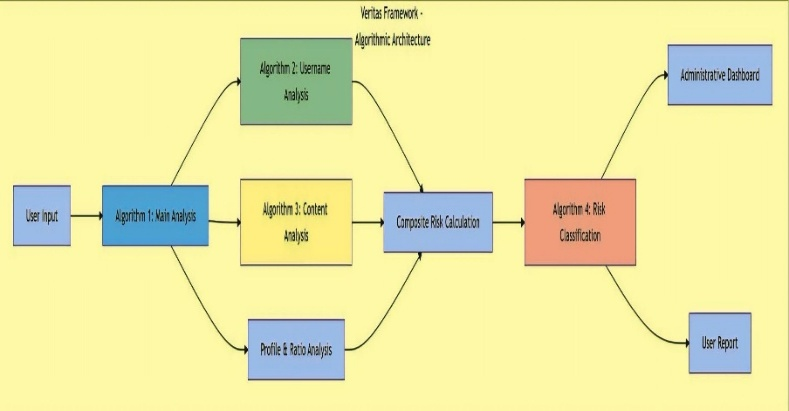 Veritas Framework -
Algorithmic Architecture
User Input
Algorithm 1: Main Analysis
Algorithm 2: Username
Analysis
Algorithm 3: Content
Analysis
Profile & Ratio Analysis
Composite Risk Calculation
Algorithm 4: Risk
Classification
Administrative Dashboard
User Report